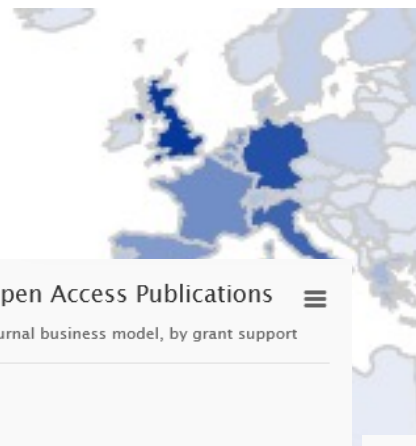 pen Access Publications
urnal business model, by grant support